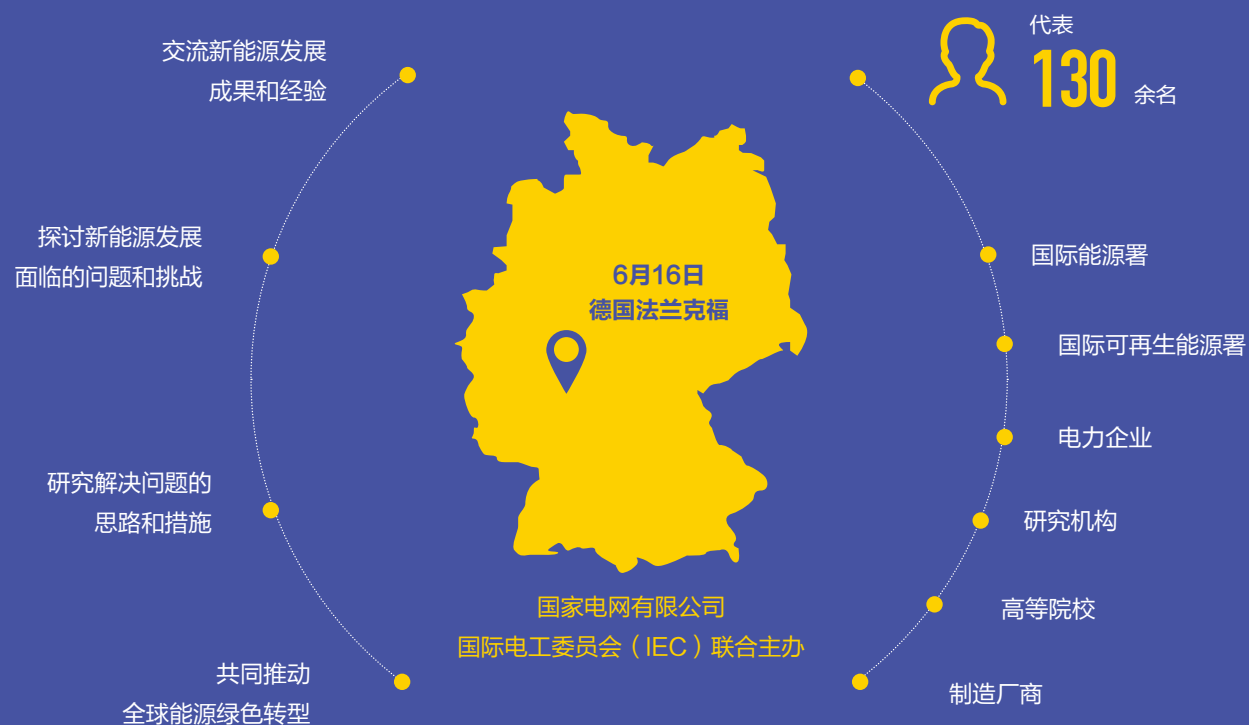 交流新能源发展
成果和经验
探讨新能源发展
面临的问题和挑战
研究解决问题的
思路和措施
共同推动
全球能源绿色转型
6月16日
德国法兰克福
国家电网有限公司
国际电工委员会（IEC）联合主办
代表
130 余名
国际能源署
国际可再生能源署
电力企业
研究机构
高等院校
制造厂商